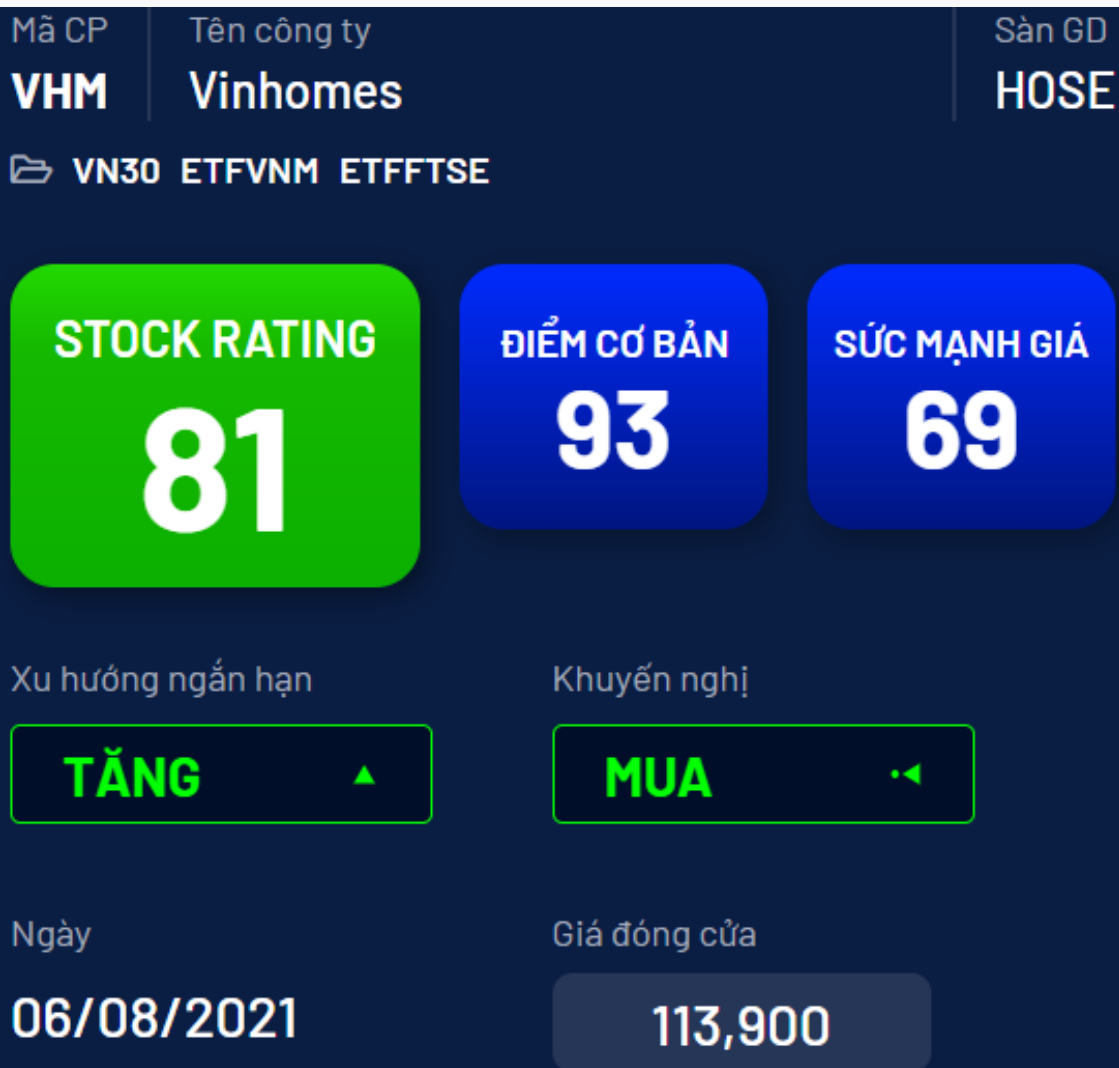 Mã CP Tên công ty Sàn GD
VHM Vinhomes HOSE
VN30 ETFVNM ETFFTSE
STOCK RATING ĐIỂM CƠ BẢN SỨC MẠNH GIÁ
81 93 69
Xu hướng ngắn hạn Khuyến nghị
TĂNG MUA
Ngày Giá đóng cửa
06/08/2021 113,900